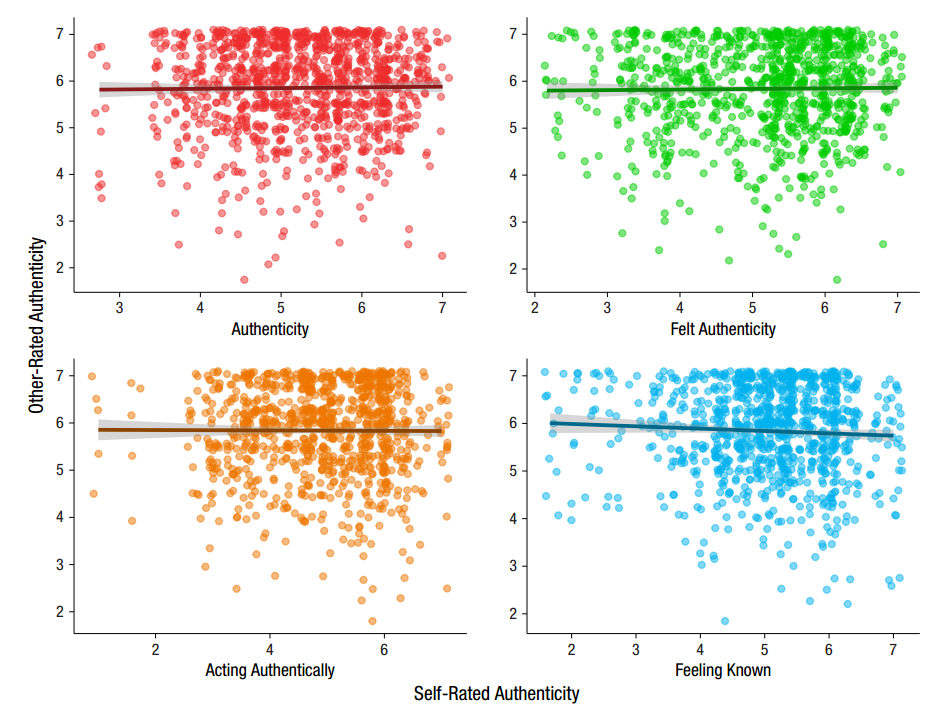 Other-Rated Authenticity
7
6
5
4
3
2
3 4 5 6 7
Authenticity
7
6
5
4
3
2
2 3 4 5 6 7
Felt Authenticity
7
6
5
4
3
2
2 4 6
Acting Authentically
7
6
5
4
3
2
2 3 4 5 6 7
Feeling Known
Self-Rated Authenticity